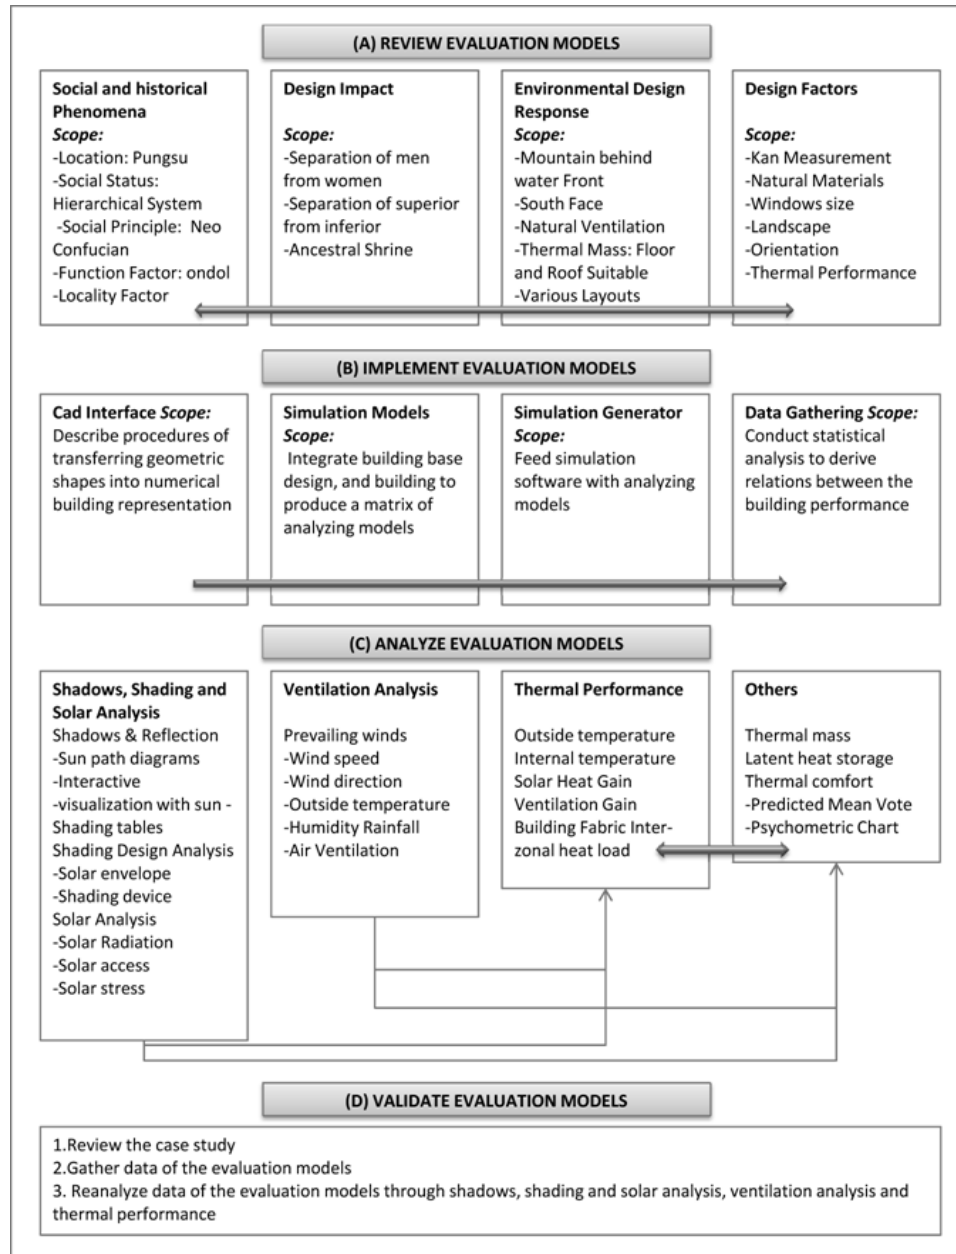 (A) REVIEW EVALUATION MODELS
Social and historical
Phenomena
Scope:
-Location: Pungsu
-Social Status:
Hierarchical System
-Social Principle: Neo
Confucian
-Function Factor: ondol
-Locality Factor
Design Impact
Scope:
-Separation of men
from women
-Separation of superior
from inferior
-Ancestral Shrine
Environmental Design
Response
Scope:
-Mountain behind
water Front
-South Face
-Natural Ventilation
-Thermal Mass: Floor
and Roof Suitable
-Various Layouts
Design Factors
Scope:
-Kan Measurement
-Natural Materials
-Windows size
-Landscape
-Orientation
-Thermal Performance
(B) IMPLEMENT EVALUATION MODELS
Cad Interface Scope:
Describe procedures of
transferring geometric
shapes into numerical
building representation
Simulation Models
Scope:
Integrate building base
design, and building to
produce a matrix of
analyzing models
Simulation Generator
Scope:
Feed simulation
software with analyzing
models
Data Gathering Scope:
Conduct statistical
analysis to derive
relations between the
building performance
(C) ANALYZE EVALUATION MODELS
Shadows, Shading and
Solar Analysis
Shadows & Reflection
-Sun path diagrams
-Interactive
-visualization with sun -
Shading tables
Shading Design Analysis
-Solar envelope
-Shading device
Solar Analysis
-Solar Radiation
-Solar access
-Solar stress
Ventilation Analysis
Prevailing winds
-Wind speed
-Wind direction
-Outside temperature
-Humidity Rainfall
-Air Ventilation
Thermal Performance
Outside temperature
Internal temperature
Solar Heat Gain
Ventilation Gain
Building Fabric Inter-
zonal heat load
Others
Thermal mass
Latent heat storage
Thermal comfort
-Predicted Mean Vote
-Psychometric Chart
(D) VALIDATE EVALUATION MODELS
1.Review the case study
2.Gather data of the evaluation models
3. Reanalyze data of the evaluation models through shadows, shading and solar analysis, ventilation analysis and
thermal performance